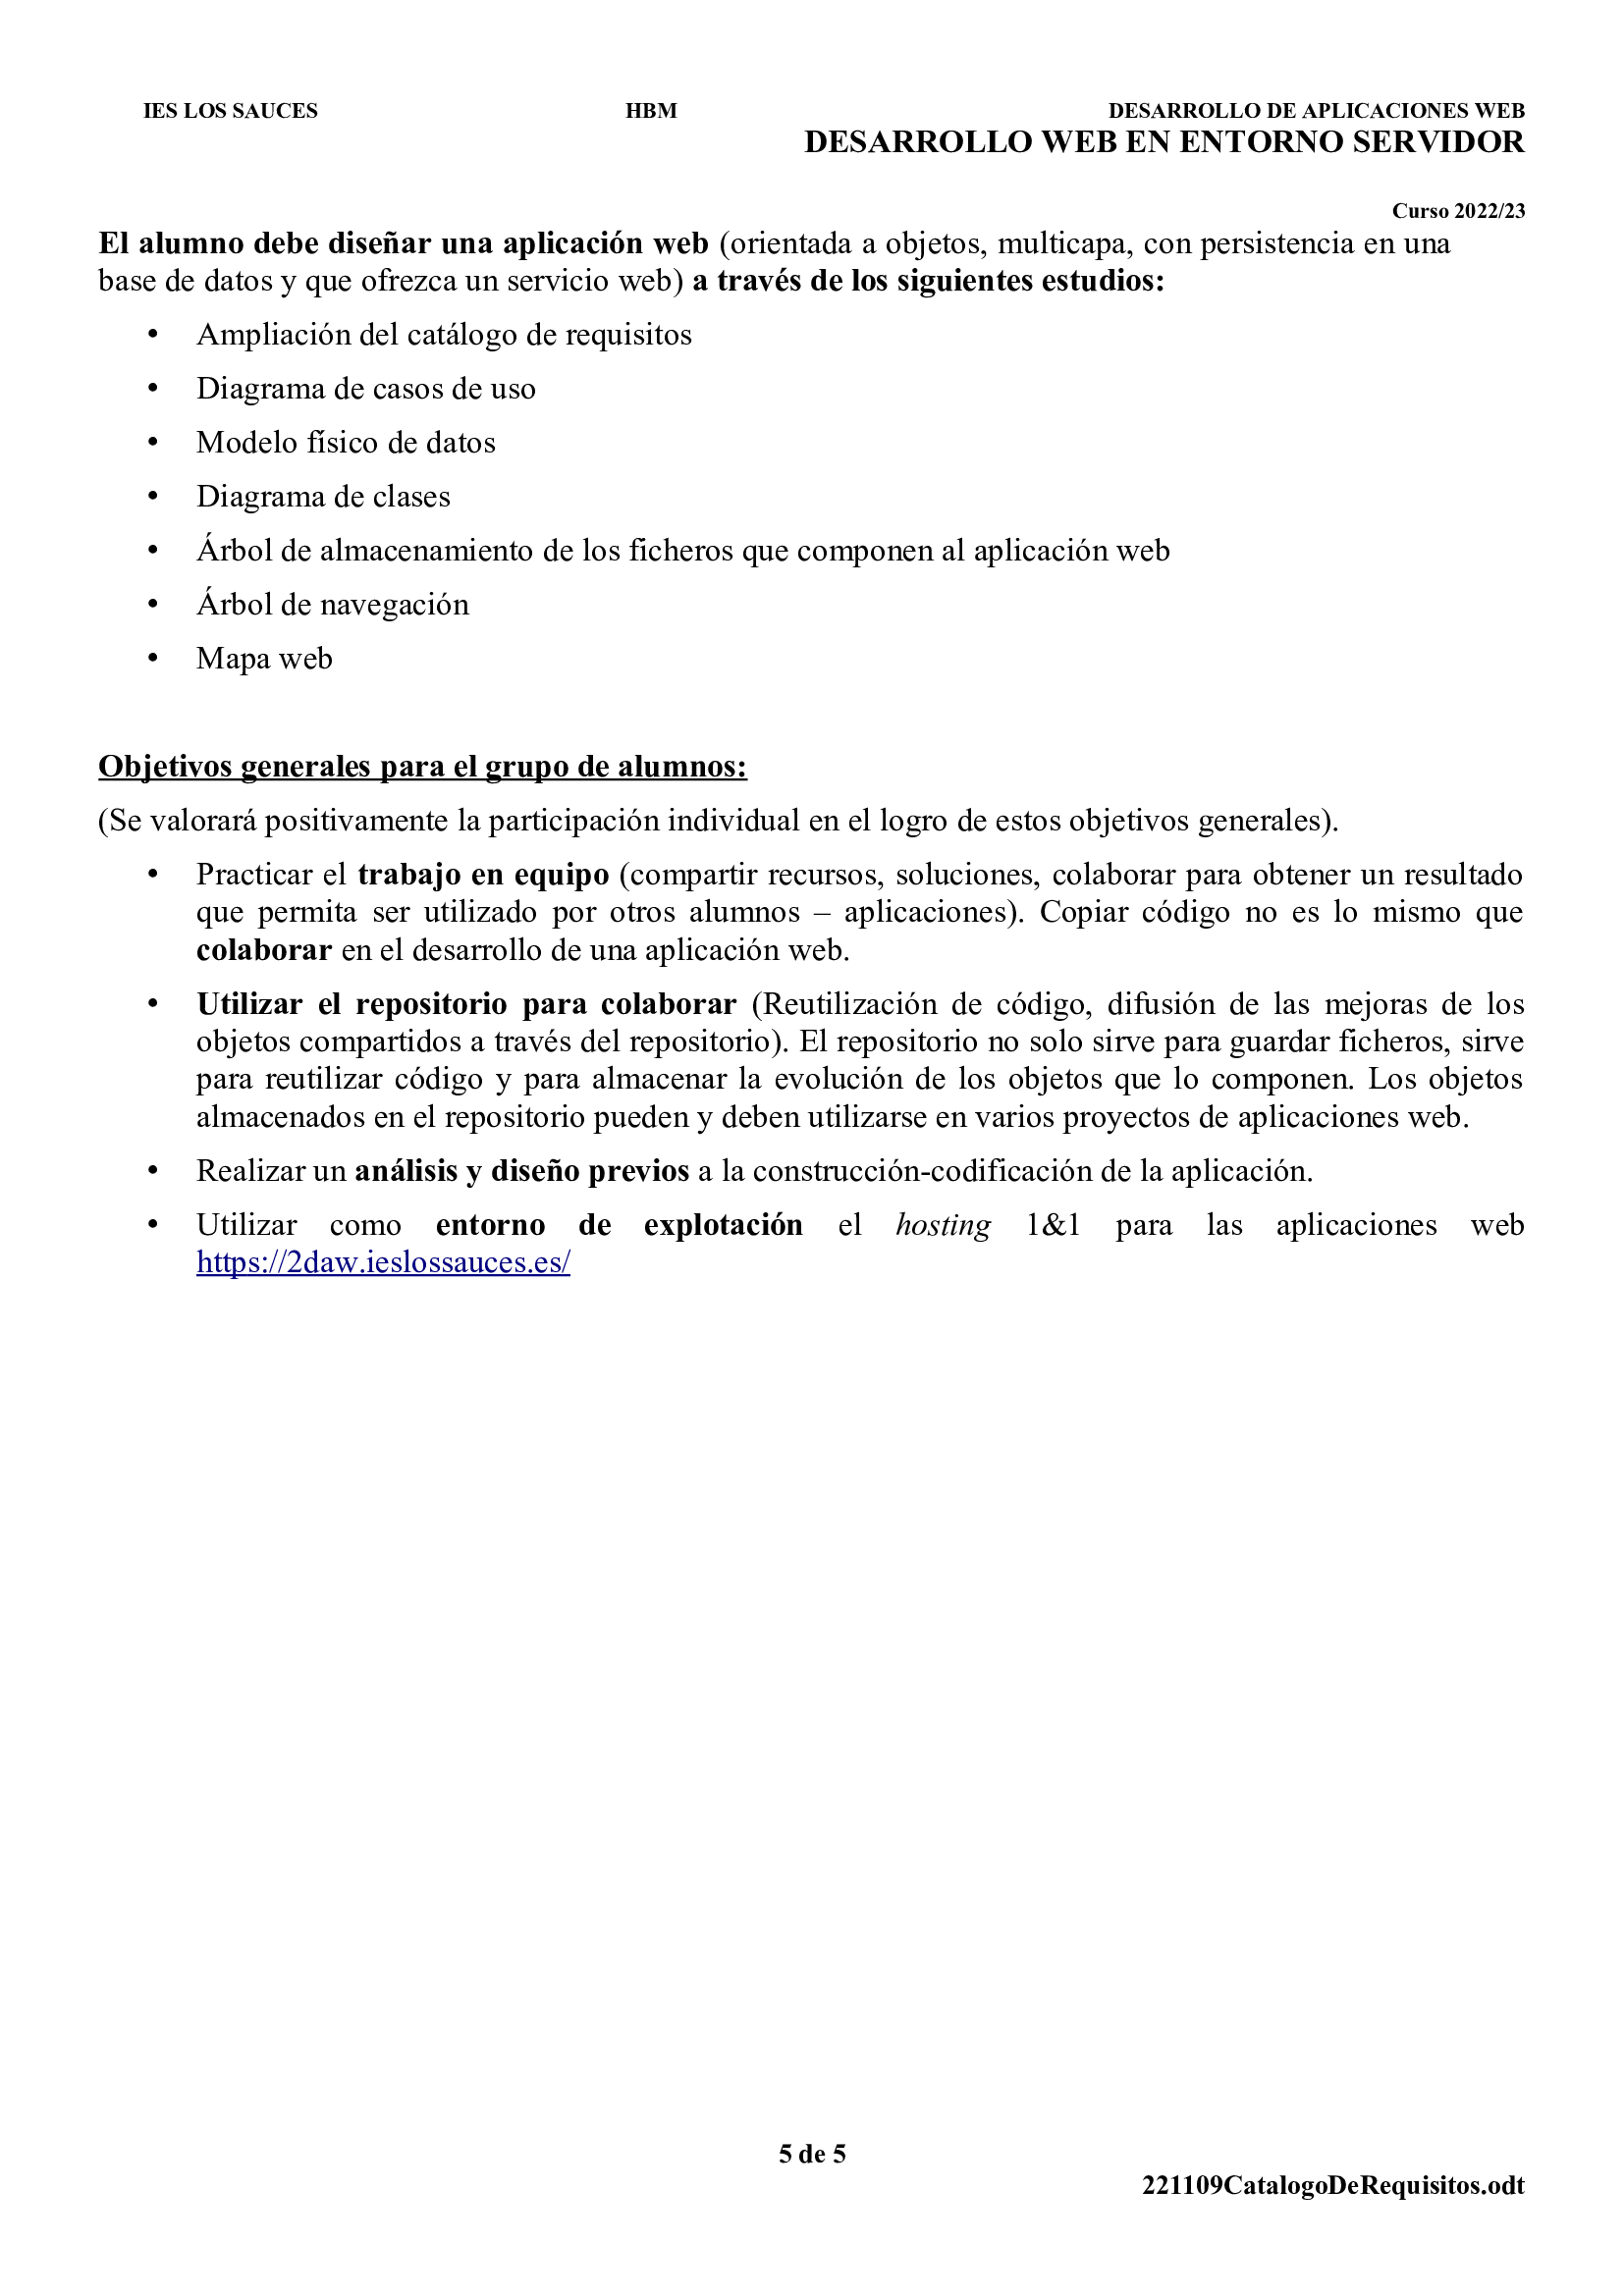 IES LOS SAUCES HBM DESARROLLO DE APLICACIONES WEB
DESARROLLO WEB EN ENTORNO SERVIDOR
Curso 2022/23
El alumno debe diseñar una aplicación web (orientada a objetos, multicapa, con persistencia en una
base de datos y que ofrezca un servicio web) a través de los siguientes estudios:
• Ampliación del catálogo de requisitos
• Diagrama de casos de uso
• Modelo físico de datos
• Diagrama de clases
• Árbol de almacenamiento de los ficheros que componen al aplicación web
• Árbol de navegación
• Mapa web
Objetivos generales para el grupo de alumnos:
(Se valorará positivamente la participación individual en el logro de estos objetivos generales).
• Practicar el trabajo en equipo (compartir recursos, soluciones, colaborar para obtener un resultado
que permita ser utilizado por otros alumnos – aplicaciones). Copiar código no es lo mismo que
colaborar en el desarrollo de una aplicación web.
• Utilizar el repositorio para colaborar (Reutilización de código, difusión de las mejoras de los
objetos compartidos a través del repositorio). El repositorio no solo sirve para guardar ficheros, sirve
para reutilizar código y para almacenar la evolución de los objetos que lo componen. Los objetos
almacenados en el repositorio pueden y deben utilizarse en varios proyectos de aplicaciones web.
• Realizar un análisis y diseño previos a la construcción-codificación de la aplicación.
• Utilizar como entorno de explotación el hosting 1&1 para las aplicaciones web
https://2daw.ieslossauces.es/
5 de 5
221109CatalogoDeRequisitos.odt